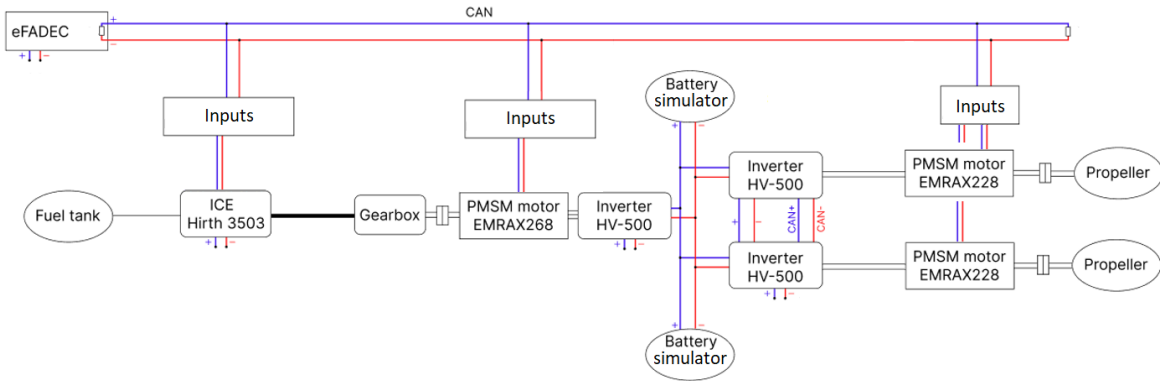 CAN
eFADEC
+
−
+ −
Inputs
Inputs
Inputs
Battery
simulator
+ −
Inverter
HV-500
PMSM motor
EMRAX228
Propeller
Fuel tank
ICE
Hirth 3503
+ −
Gearbox
PMSM motor
EMRAX268
Inverter
HV-500
+ −
+ −
CAN+
CAN-
Inverter
HV-500
+ −
PMSM motor
EMRAX228
Propeller
+ −
Battery
simulator